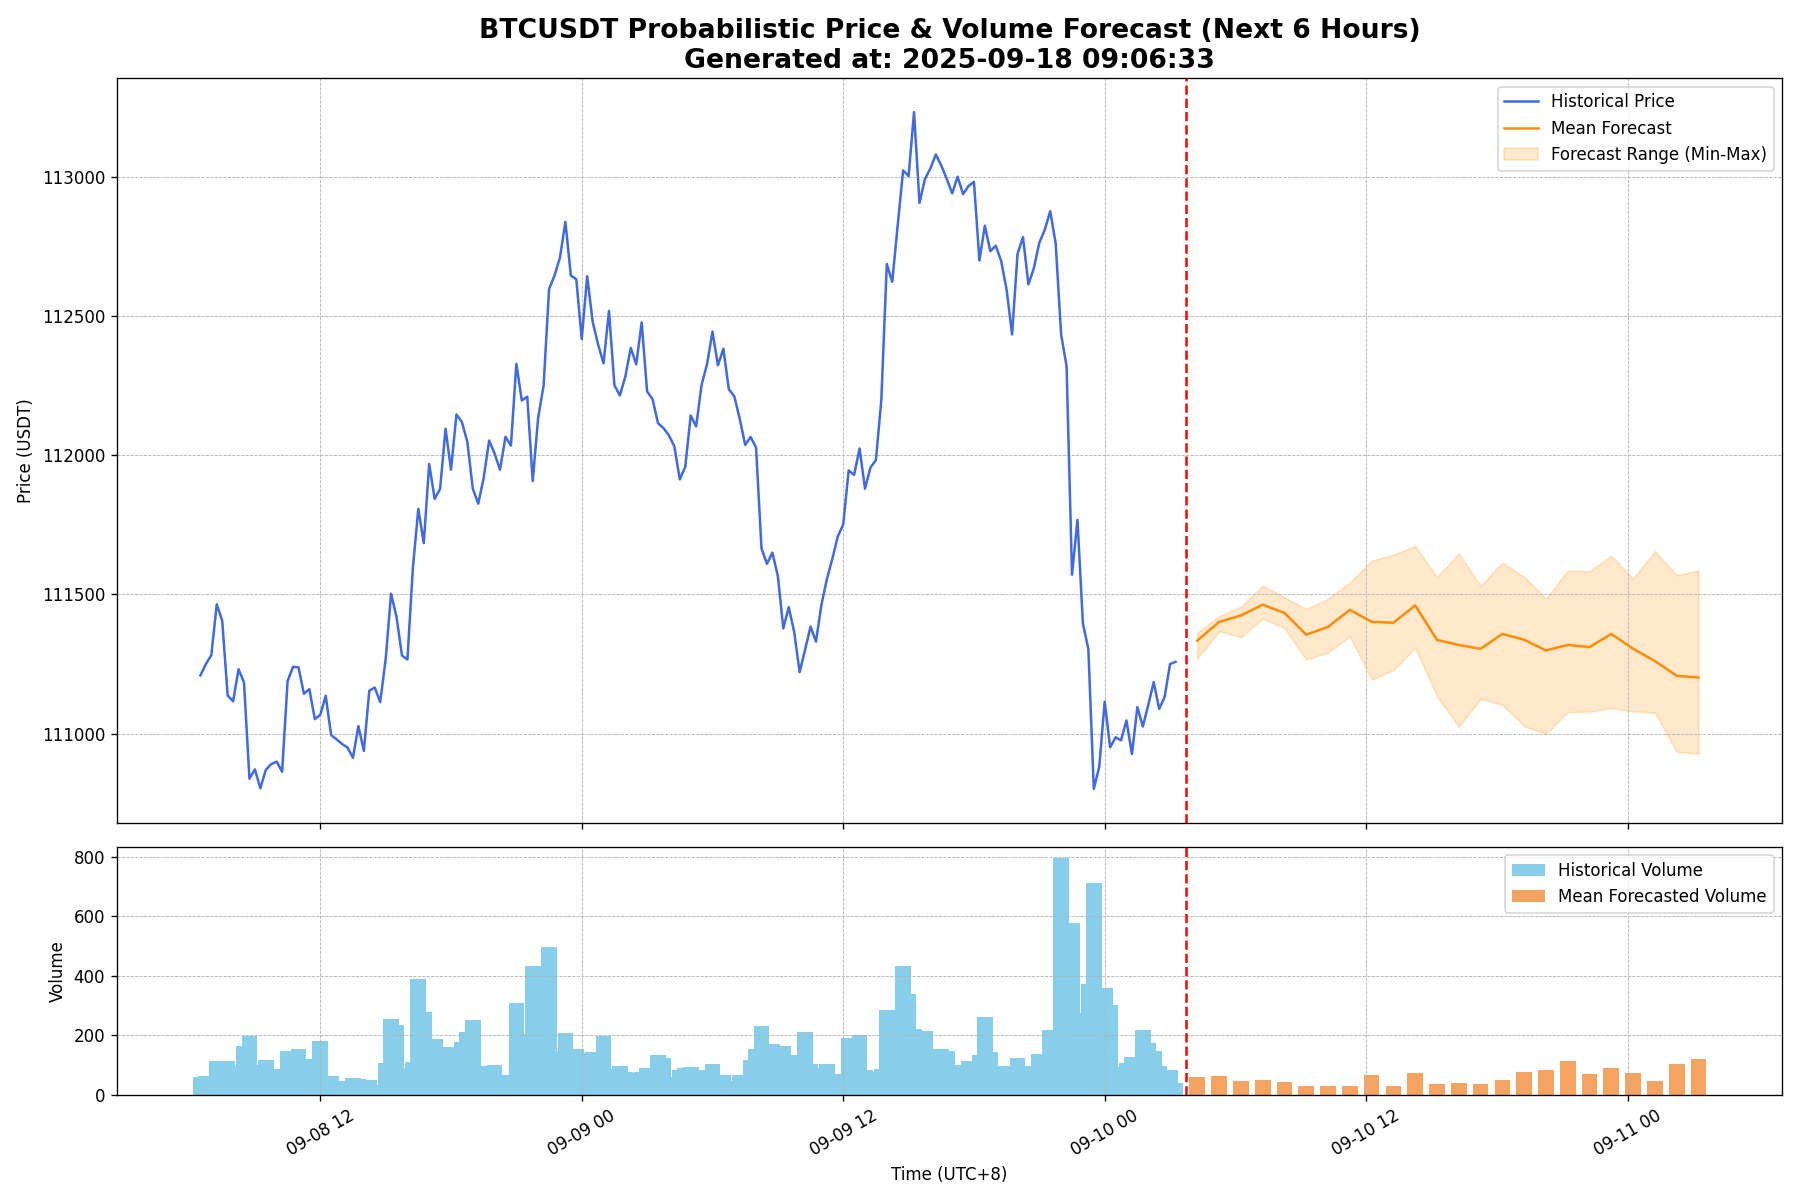 BTCUSDT Probabilistic Price & Volume Forecast (Next 6 Hours)
Generated at: 2025-09-18 09:06:33
Historical Price
Mean Forecast
Forecast Range (Min-Max)
Price (USDT)
113000
112500
112000
111500
111000
Historical Volume
Mean Forecasted Volume
Volume
800
600
400
200
0
09-08 12
09-09 00
09-09 12
09-10 00
09-10 12
09-11 00
Time (UTC+8)